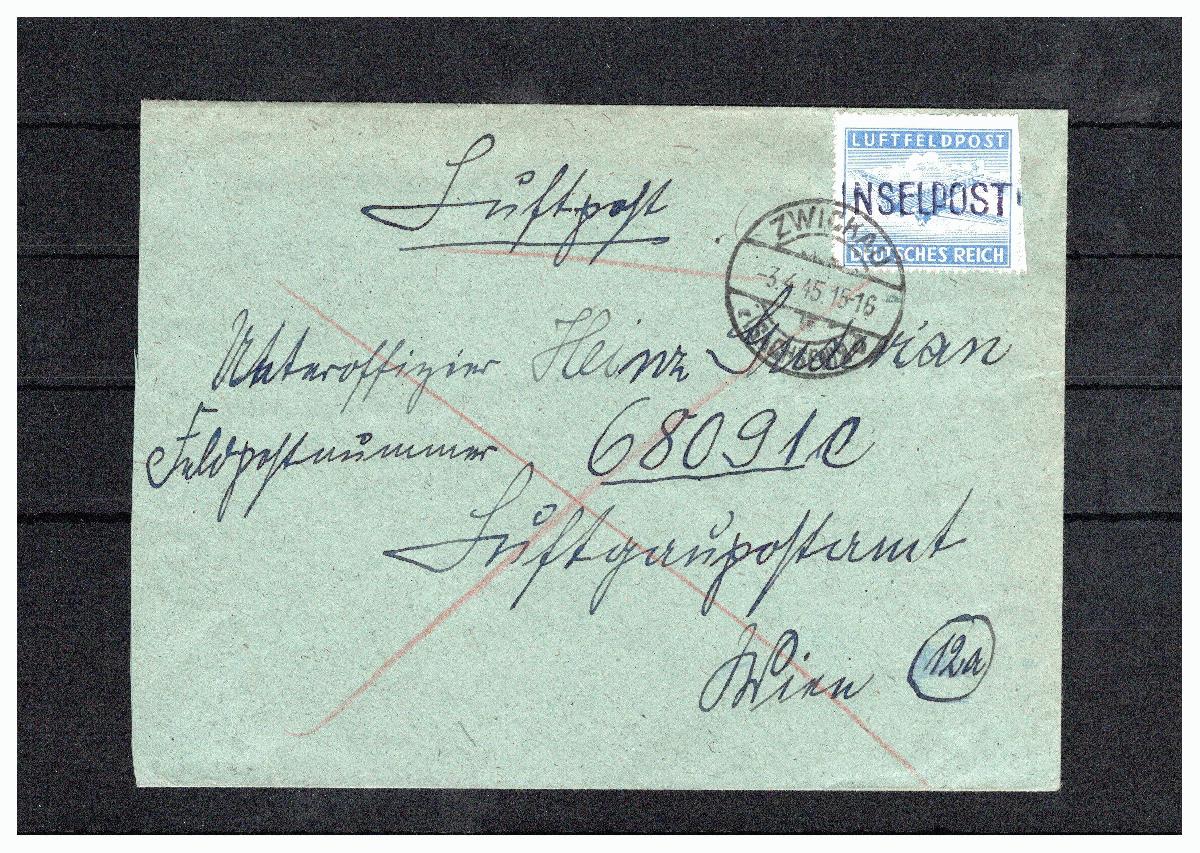 Luftpost
LUFTFELDPOST
INSELPOST
DEUTSCHES REICH
ZWICKAU
-3.4.45.15-16
Unteroffizier Heinz
Feldpostnummer 68091C
Luftgaupostamt
Wien 12a